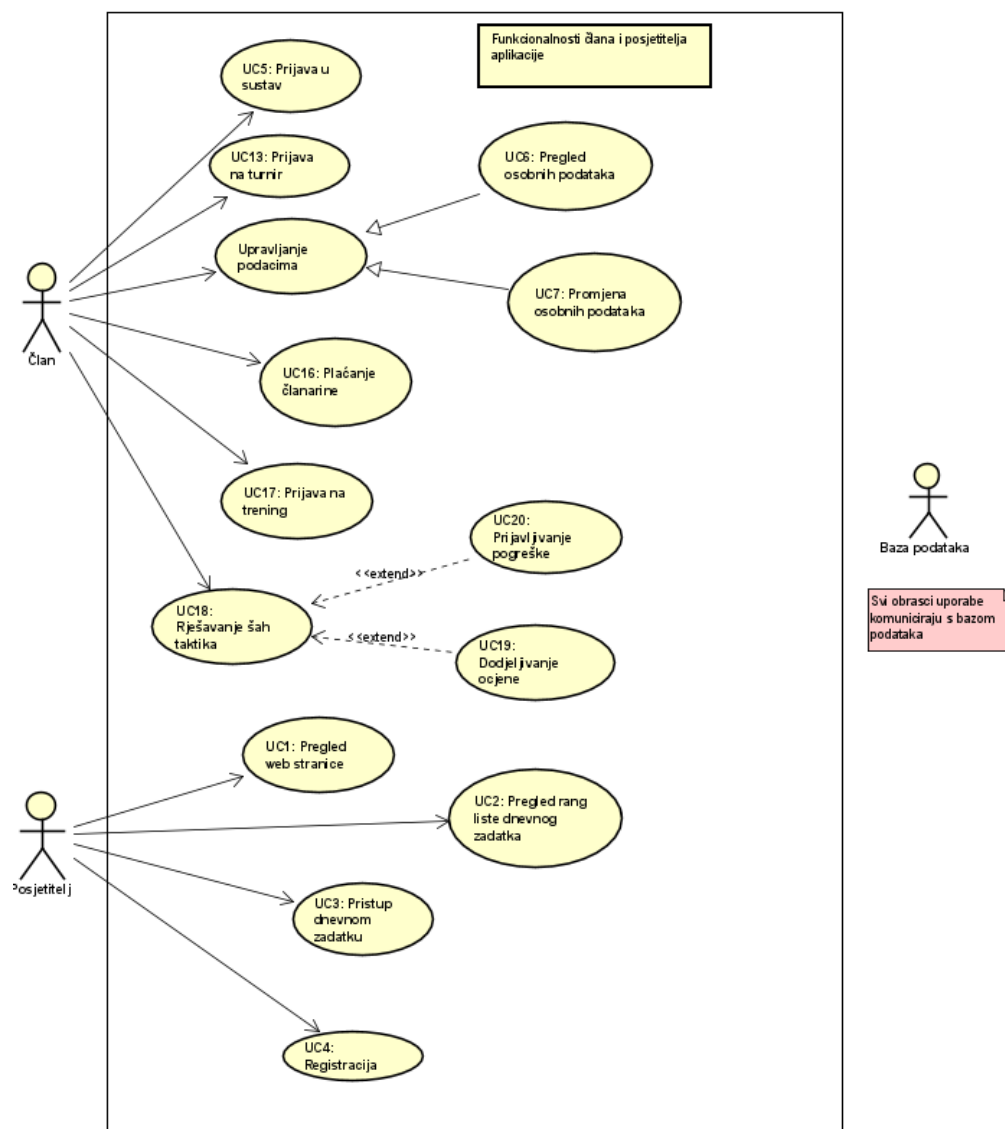 Funkcionalnosti člana i posjetitelja
aplikacije
UC5: Prijava u
sustav
UC13: Prijava
na turnir
UC6: Pregled
osobnih podataka
Upravljanje
podacima
UC7: Promjena
osobnih podataka
Član
UC16: Plaćanje
članarine
UC17: Prijava na
trening
UC20:
Prijavljivanje
pogreške
<<extend>>
UC18:
Rješavanje šah
taktika
<<extend>>
UC19:
Dodjeljivanje
ocjene
Baza podataka
Svi obrasci uporabe
komuniciraju s bazom
podataka
UC1: Pregled
web stranice
UC2: Pregled rang
liste dnevnog
zadatka
Posjetitelj
UC3: Pristup
dnevnom
zadatku
UC4:
Registracija